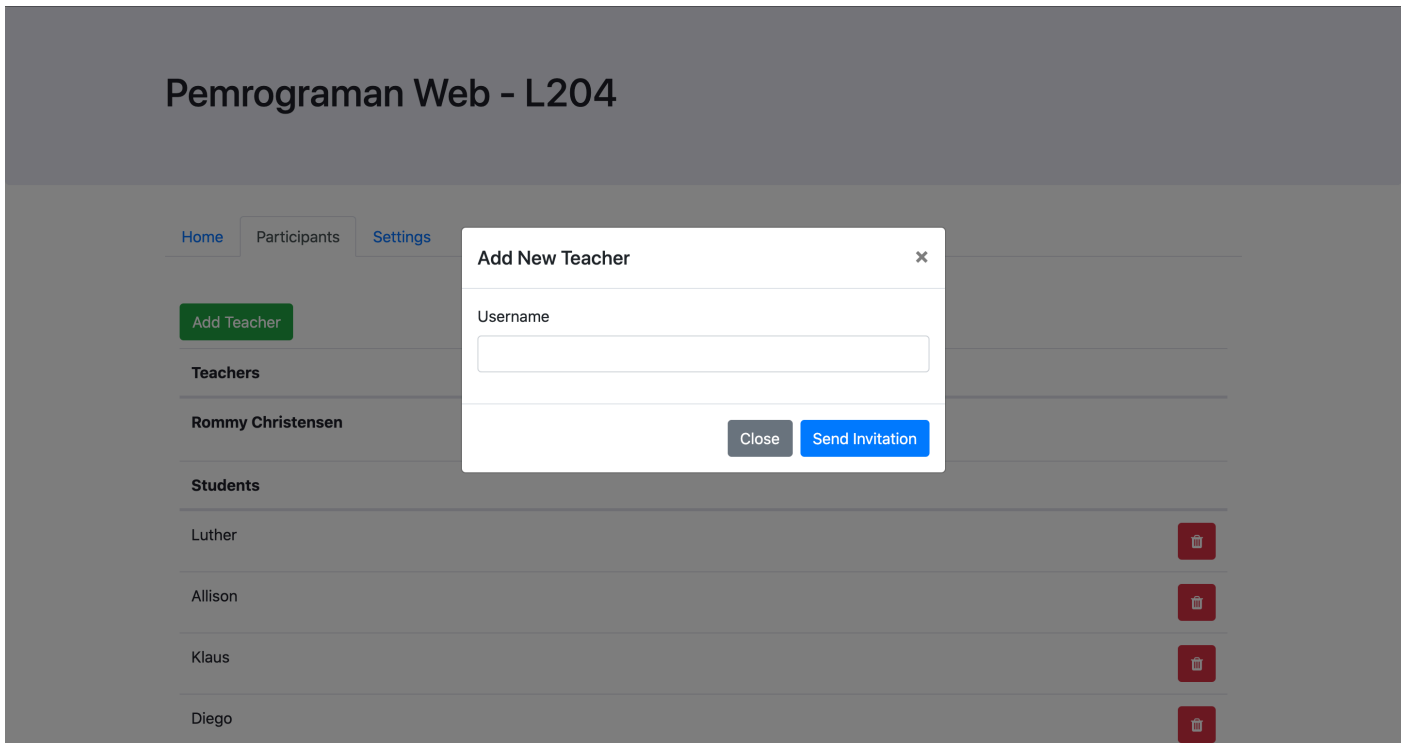 Pemrograman Web - L204
Home Participants Settings
Add New Teacher ×
Username
Close Send Invitation
Add Teacher
Teachers
Rommy Christensen
Students
Luther
Allison
Klaus
Diego